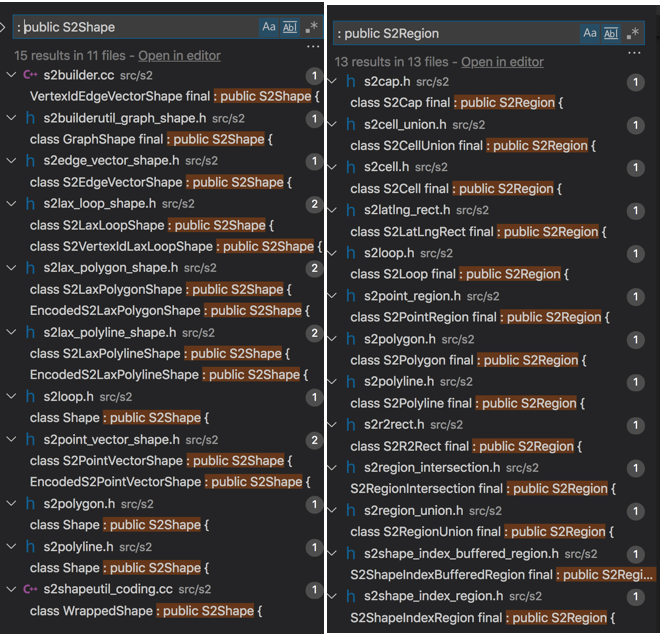 : public S2Shape
Aa Abl .*
15 results in 11 files - Open in editor
C++ s2builder.cc src/s2 1
VertexIdEdgeVectorShape final : public S2Shape {
h s2builderutil_graph_shape.h src/s2 1
class GraphShape final : public S2Shape {
h s2edge_vector_shape.h src/s2 1
class S2EdgeVectorShape : public S2Shape {
h s2lax_loop_shape.h src/s2 2
class S2LaxLoopShape : public S2Shape {
class S2VertexIdLaxLoopShape : public S2Shape {
h s2lax_polygon_shape.h src/s2 2
class S2LaxPolygonShape : public S2Shape {
EncodedS2LaxPolygonShape : public S2Shape {
h s2lax_polyline_shape.h src/s2 2
class S2LaxPolylineShape : public S2Shape {
EncodedS2LaxPolylineShape : public S2Shape {
h s2loop.h src/s2 1
class Shape : public S2Shape {
h s2point_vector_shape.h src/s2 2
class S2PointVectorShape : public S2Shape {
EncodedS2PointVectorShape : public S2Shape {
h s2polygon.h src/s2 1
class Shape : public S2Shape {
h s2polyline.h src/s2 1
class Shape : public S2Shape {
C++ s2shapeutil_coding.cc src/s2 1
class WrappedShape : public S2Shape {
: public S2Region
Aa Abl .*
13 results in 13 files - Open in editor
h s2cap.h src/s2 1
class S2Cap final : public S2Region {
h s2cell_union.h src/s2 1
class S2CellUnion final : public S2Region {
h s2cell.h src/s2 1
class S2Cell final : public S2Region {
h s2latlng_rect.h src/s2 1
class S2LatLngRect final : public S2Region {
h s2loop.h src/s2 1
class S2Loop final : public S2Region {
h s2point_region.h src/s2 1
class S2PointRegion final : public S2Region {
h s2polygon.h src/s2 1
class S2Polygon final : public S2Region {
h s2polyline.h src/s2 1
class S2Polyline final : public S2Region {
h s2r2rect.h src/s2 1
class S2R2Rect final : public S2Region {
h s2region_intersection.h src/s2 1
S2RegionIntersection final : public S2Region {
h s2region_union.h src/s2 1
class S2RegionUnion final : public S2Region {
h s2shape_index_buffered_region.h src/s2 1
S2ShapeIndexBufferedRegion final : public S2Regi...
h s2shape_index_region.h src/s2 1
S2ShapeIndexRegion final : public S2Region {